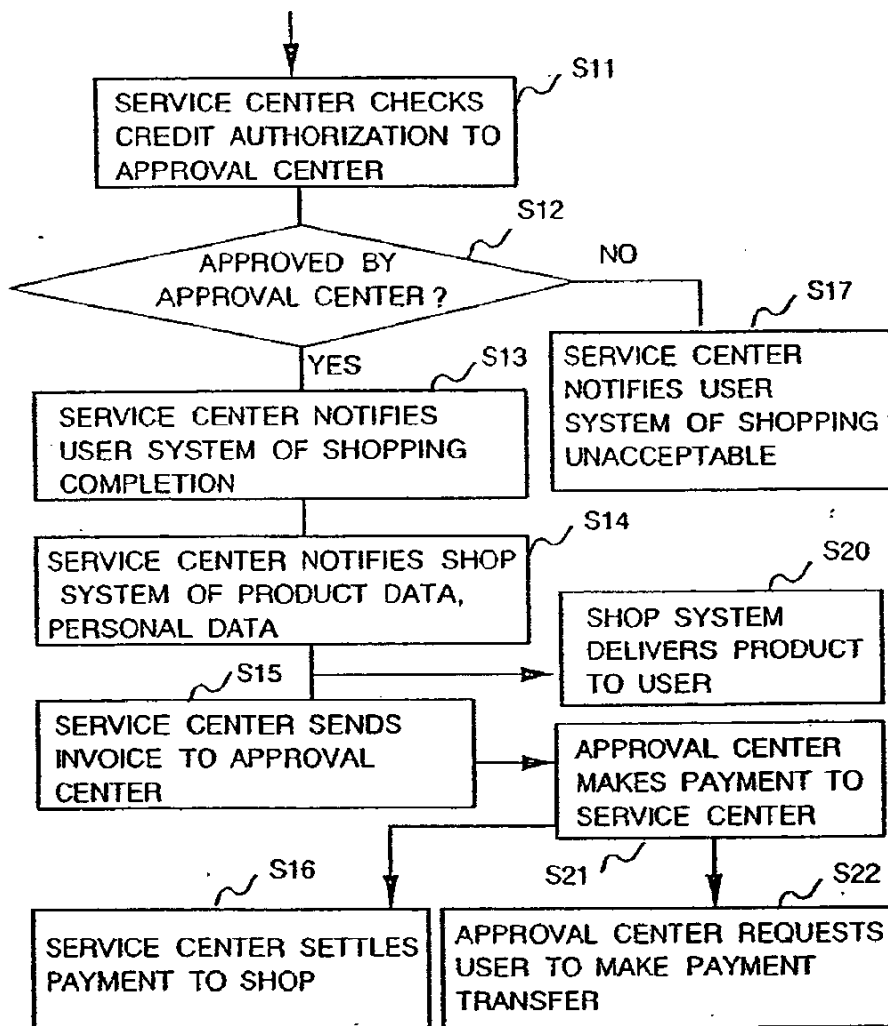 S11
SERVICE CENTER CHECKS
CREDIT AUTHORIZATION TO
APPROVAL CENTER
S12
APPROVED BY
APPROVAL CENTER?
NO
YES
S17
SERVICE CENTER
NOTIFIES USER
SYSTEM OF SHOPPING
UNACCEPTABLE
S13
SERVICE CENTER NOTIFIES
USER SYSTEM OF SHOPPING
COMPLETION
S14
SERVICE CENTER NOTIFIES SHOP
SYSTEM OF PRODUCT DATA,
PERSONAL DATA
S20
SHOP SYSTEM
DELIVERS PRODUCT
TO USER
S15
SERVICE CENTER SENDS
INVOICE TO APPROVAL
CENTER
APPROVAL CENTER
MAKES PAYMENT TO
SERVICE CENTER
S21
S16
SERVICE CENTER SETTLES
PAYMENT TO SHOP
S22
APPROVAL CENTER REQUESTS
USER TO MAKE PAYMENT
TRANSFER